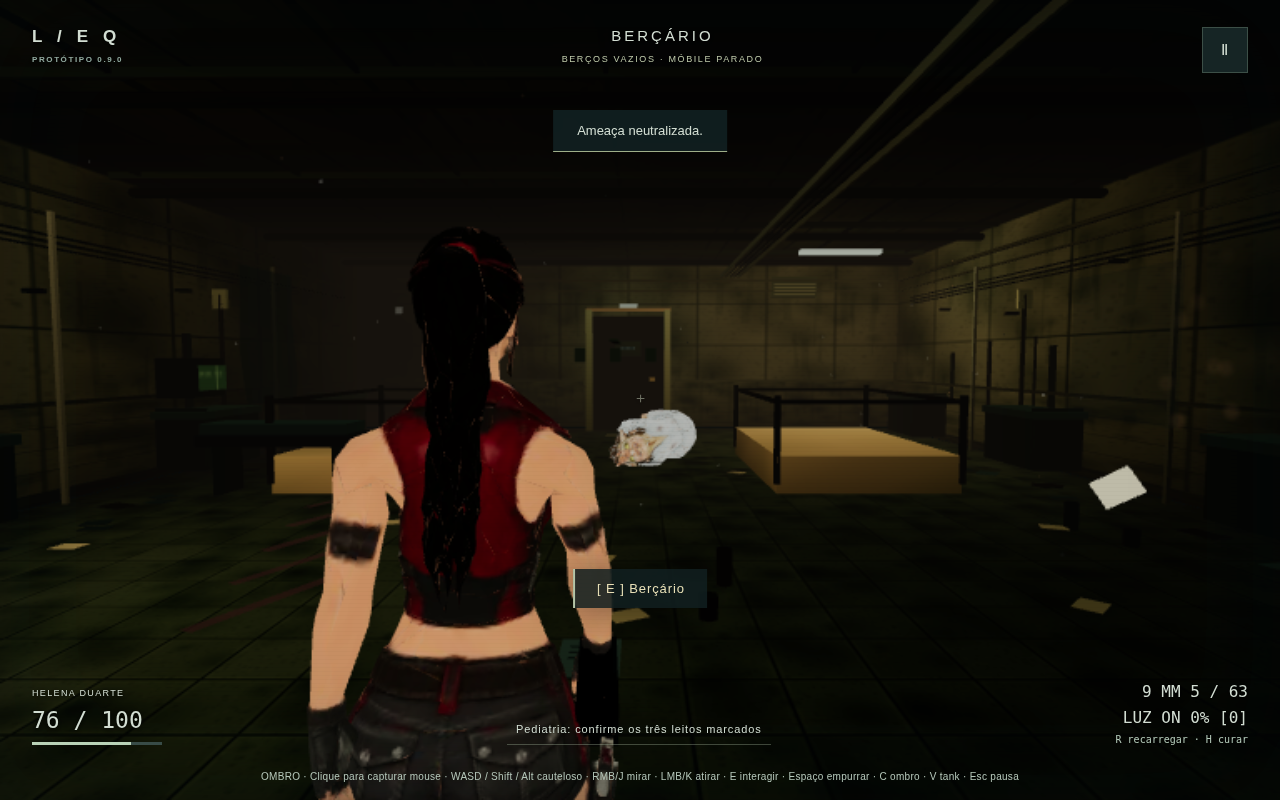 L / E Q
PROTÓTIPO 0.9.0
BERÇÁRIO
BERÇOS VAZIOS · MÓBILE PARADO
II
Ameaça neutralizada.
[ E ] Berçário
HELENA DUARTE
76 / 100
Pediatria: confirme os três leitos marcados
9 MM 5 / 63
LUZ ON 0% [0]
R recarregar · H curar
OMBRO · Clique para capturar mouse · WASD / Shift / Alt cauteloso · RMB/J mirar · LMB/K atirar · E interagir · Espaço empurrar · C ombro · V tank · Esc pausa